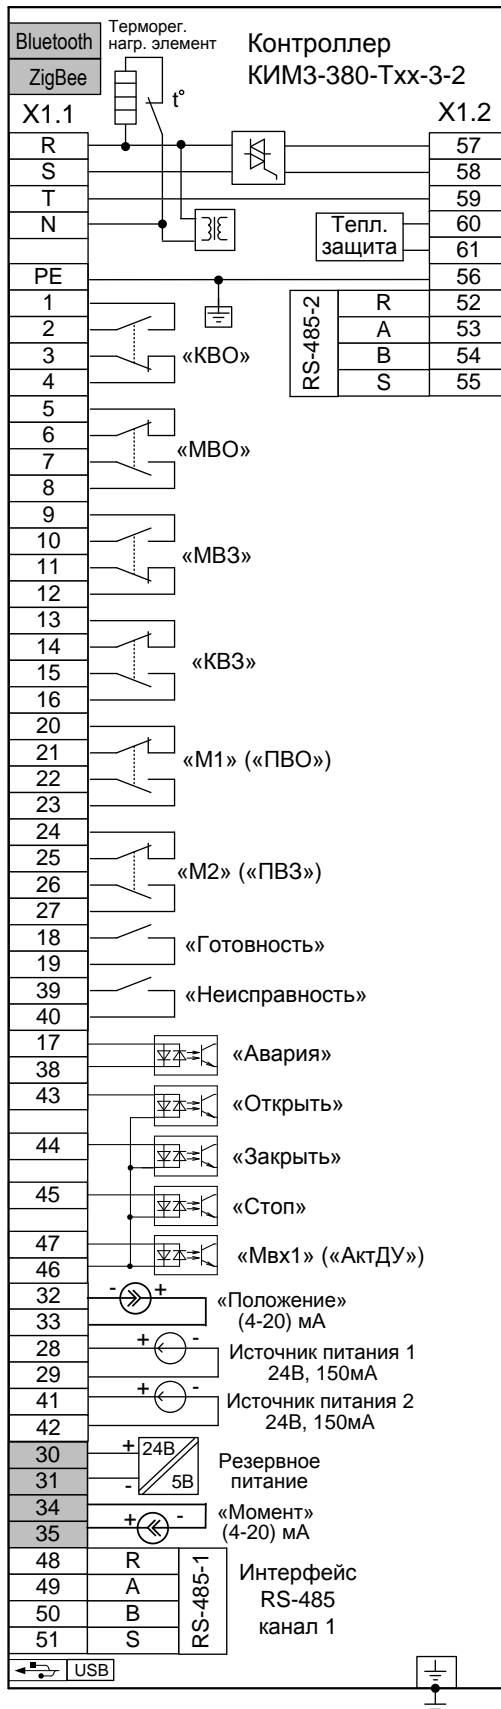 Bluetooth
ZigBee
Терморег.
нагр. элемент
t°
Контроллер
КИМ3-380-Тхх-3-2
X1.1
X1.2
R
S
T
N
PE
57
58
59
60
61
56
Тепл.
защита
RS-485-2
R 52
A 53
B 54
S 55
1
2
3
4
«КВО»
5
6
7
8
«МВО»
9
10
11
12
«МВЗ»
13
14
15
16
«КВЗ»
20
21
22
23
«М1» («ПВО»)
24
25
26
27
«М2» («ПВЗ»)
18
19
«Готовность»
39
40
«Неисправность»
17
38
«Авария»
43
«Открыть»
44
«Закрыть»
45
«Стоп»
47
46
«Мвх1» («АктДУ»)
32
33
- +
«Положение»
(4-20) мА
28
29
+ -
Источник питания 1
24В, 150мА
41
42
+ -
Источник питания 2
24В, 150мА
30
31
+
-
24В
5В
Резервное
питание
34
35
+ -
«Момент»
(4-20) мА
48 R
49 A
50 B
51 S
RS-485-1
Интерфейс
RS-485
канал 1
USB